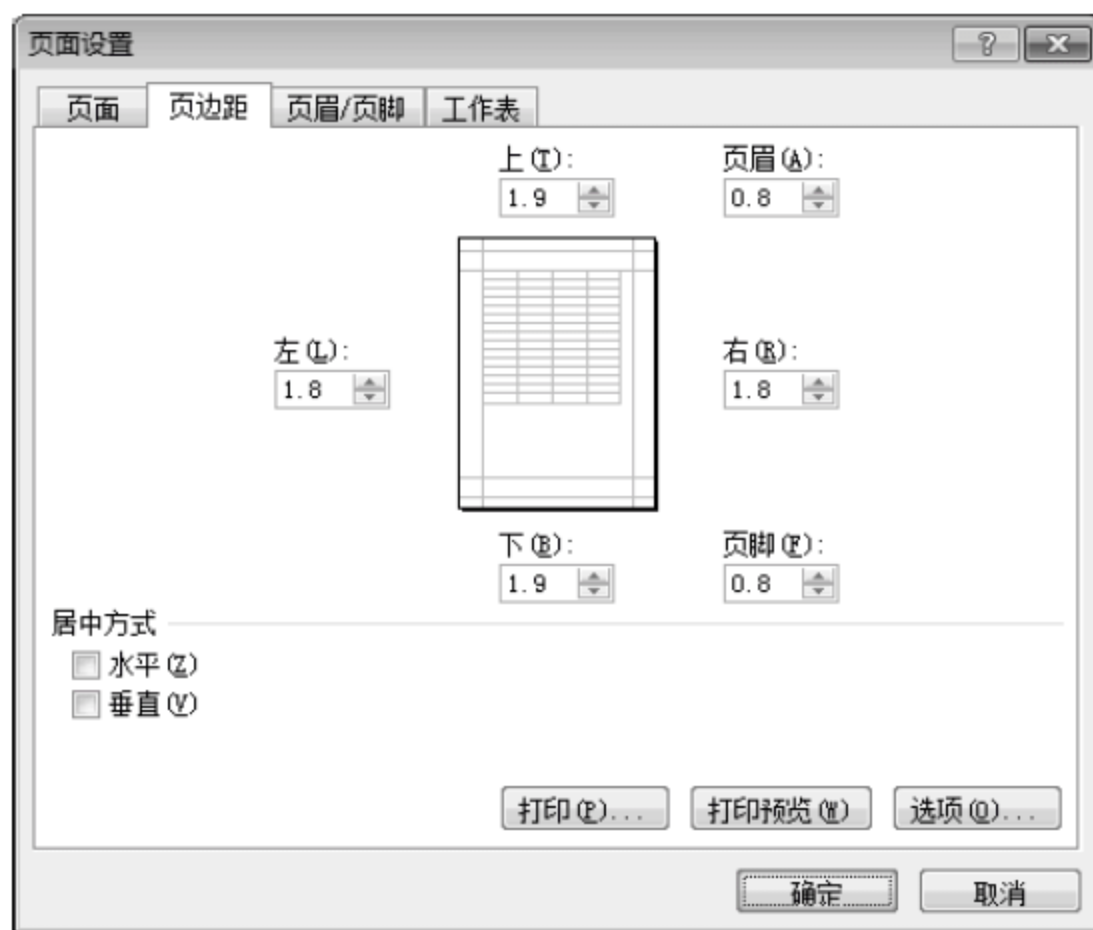 页面设置
页面 页边距 页眉/页脚 工作表
上(T): 页眉(A):
1.9 0.8
左(L): 右(R):
1.8 1.8
下(B): 页脚(F):
1.9 0.8
居中方式
水平(Z)
垂直(V)
打印(P)... 打印预览(W) 选项(O)...
确定 取消